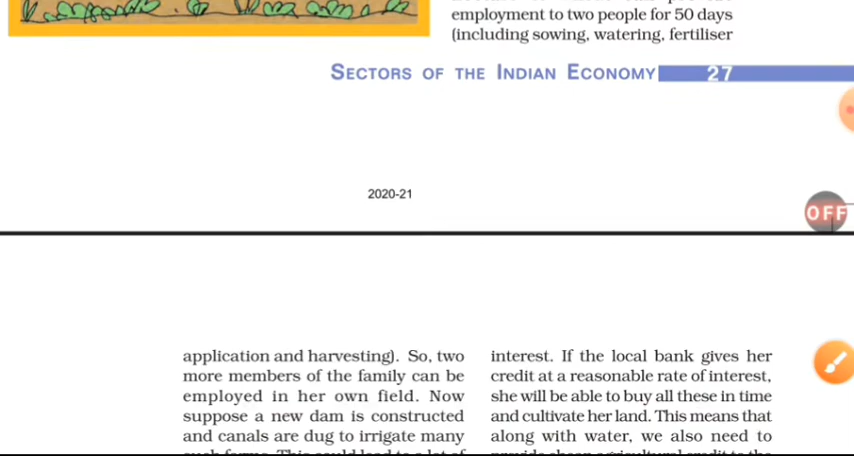 employment to two people for 50 days
(including sowing, watering, fertiliser
SECTORS OF THE INDIAN ECONOMY 27
2020-21
OFF
application and harvesting). So, two
more members of the family can be
employed in her own field. Now
suppose a new dam is constructed
and canals are dug to irrigate many
interest. If the local bank gives her
credit at a reasonable rate of interest,
she will be able to buy all these in time
and cultivate her land. This means that
along with water, we also need to